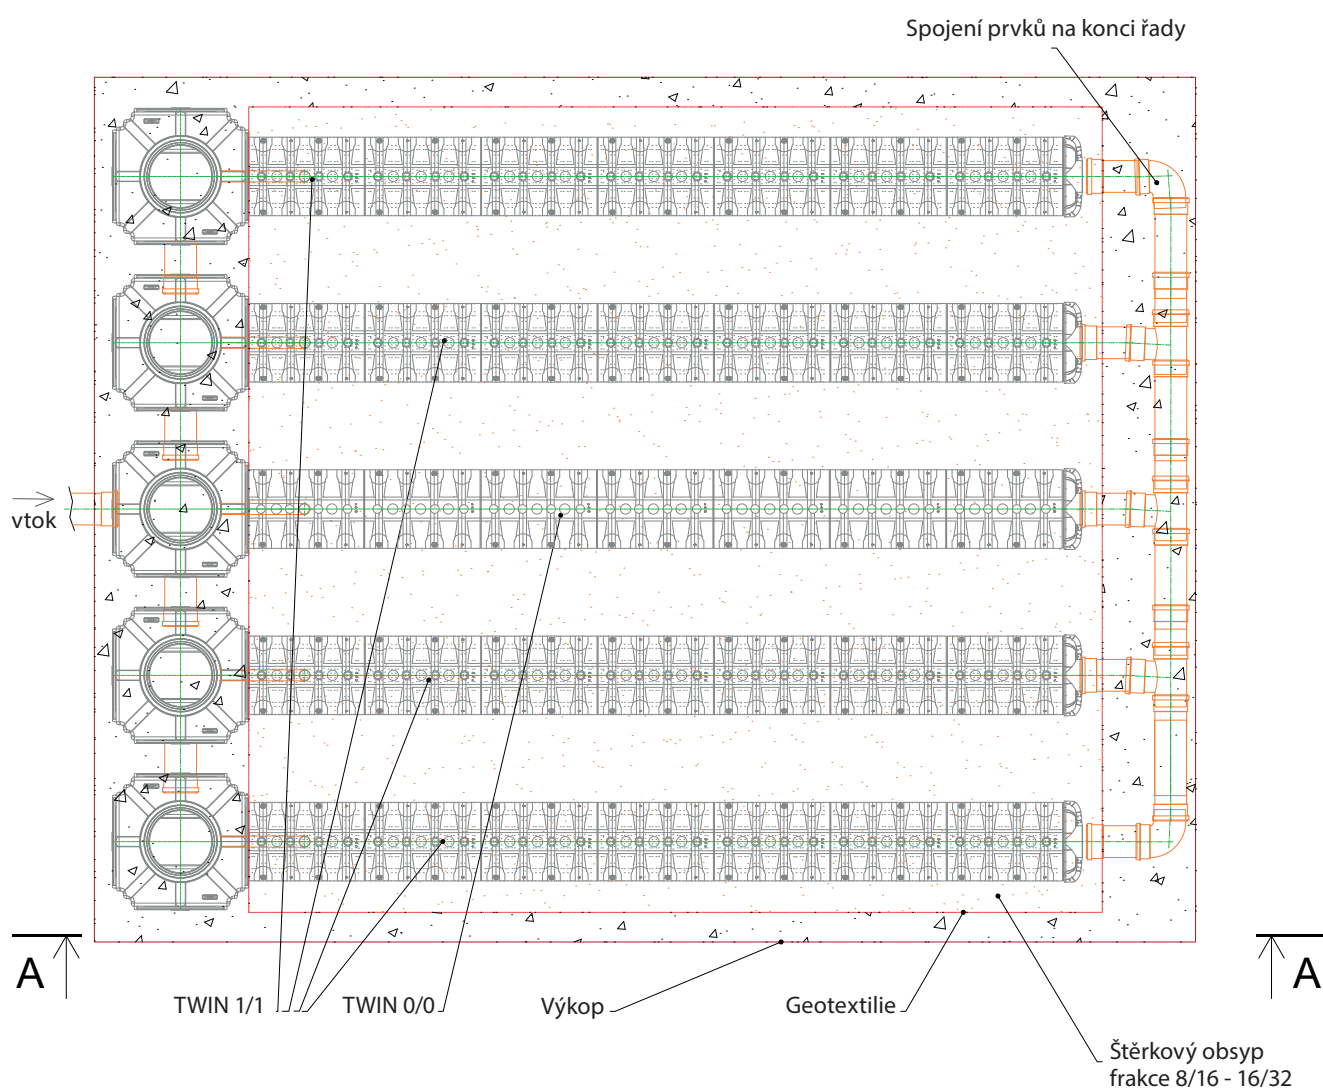 Spojení prvků na konci řady
vtok
A
A
TWIN 1/1
TWIN 0/0
Výkop
Geotextilie
Štěrkový obsyp
frakce 8/16 - 16/32